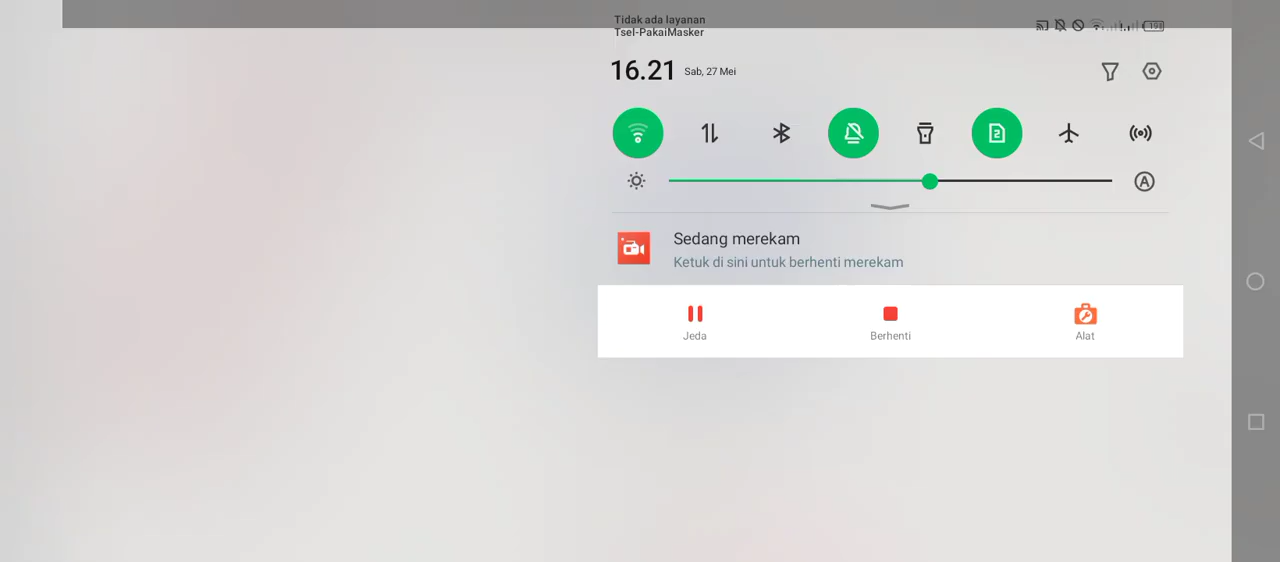 Tidak ada layanan
Tsel-PakaiMasker
16.21 Sab, 27 Mei
Sedang merekam
Ketuk di sini untuk berhenti merekam
Jeda Berhenti Alat